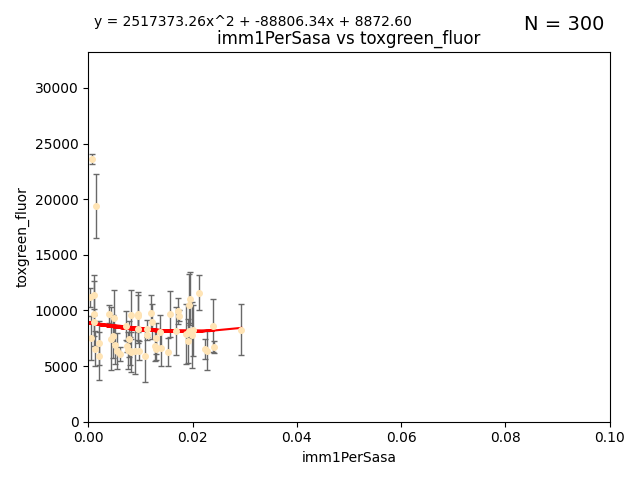 y = 2517373.26x^2 + -88806.34x + 8872.60
N = 300
imm1PerSasa vs toxgreen_fluor
30000
25000
20000
15000
10000
5000
0
toxgreen_fluor
0.00 0.02 0.04 0.06 0.08 0.10
imm1PerSasa